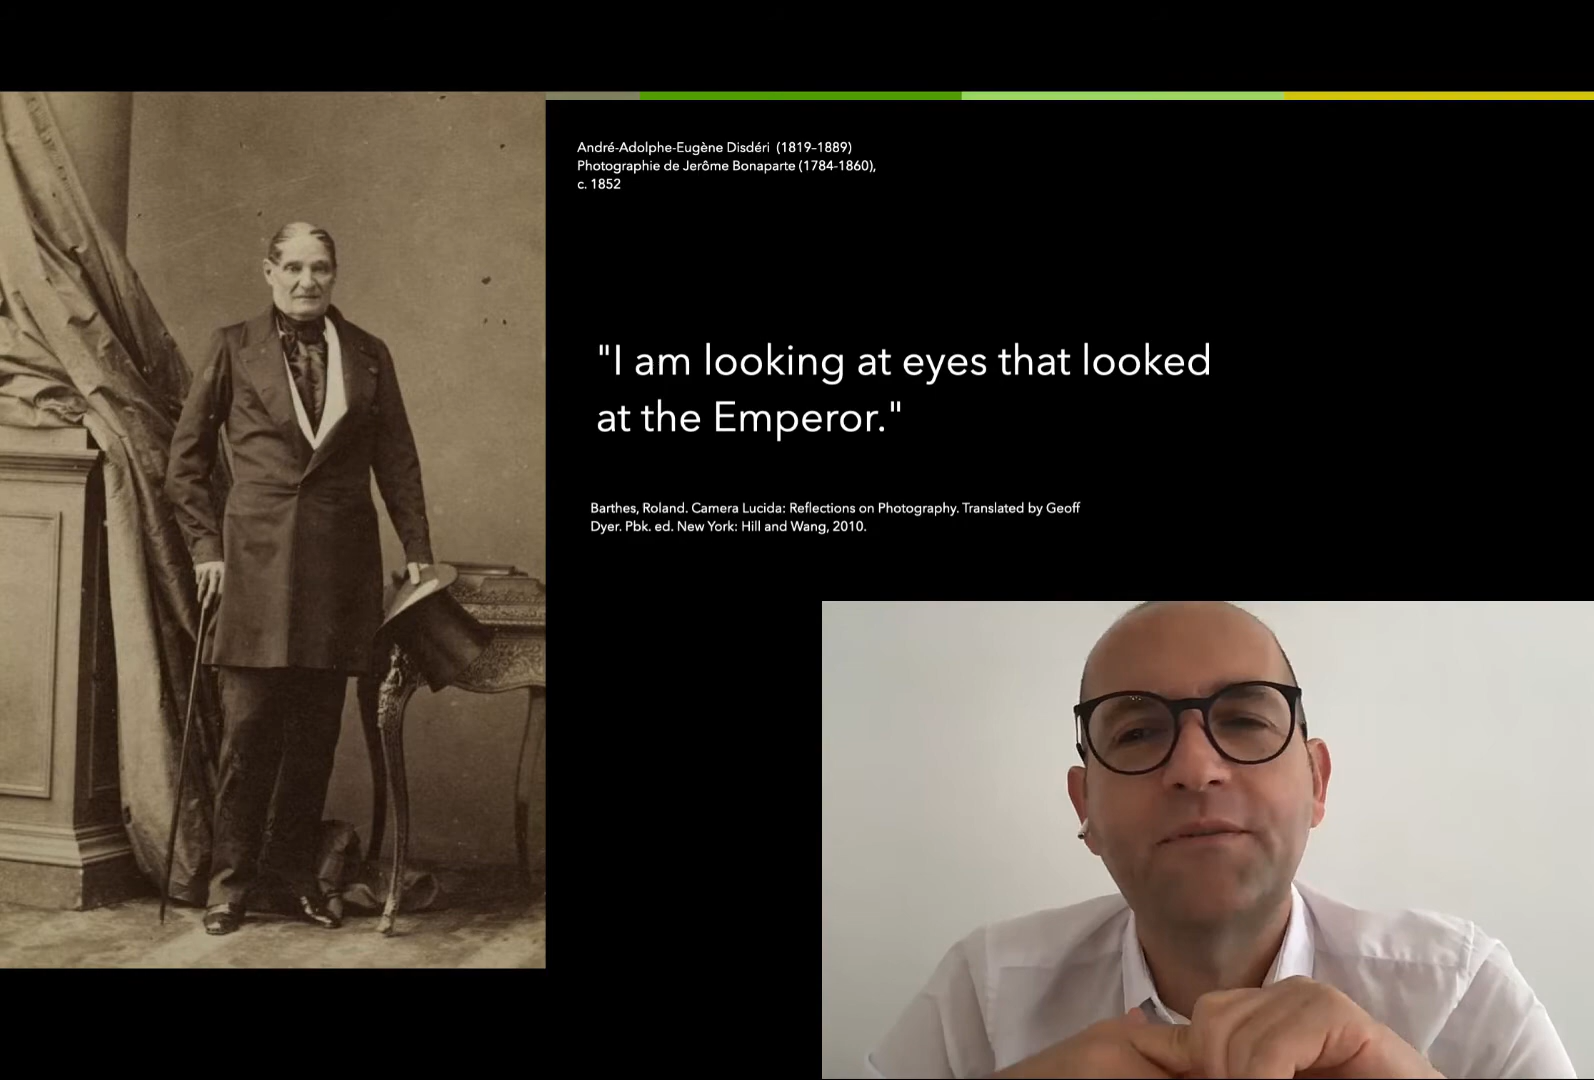 André-Adolphe-Eugène Disdéri (1819-1889)
Photographie de Jerôme Bonaparte (1784-1860),
c. 1852
"I am looking at eyes that looked
at the Emperor."
Barthes, Roland. Camera Lucida: Reflections on Photography. Translated by Geoff
Dyer. Pbk. ed. New York: Hill and Wang, 2010.